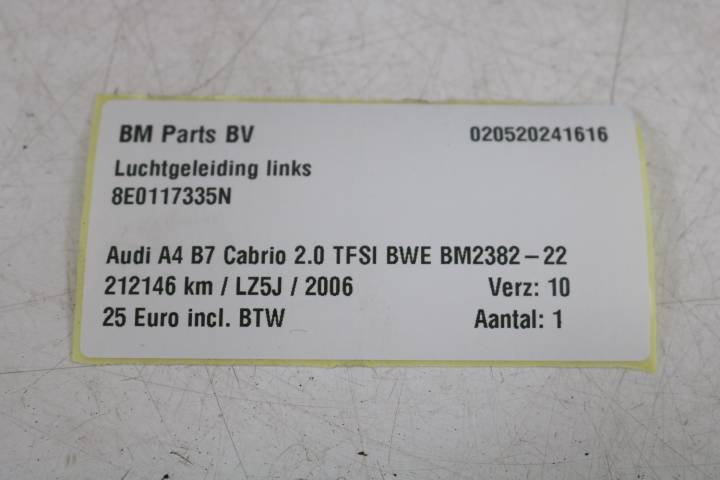 BM Parts BV 020520241616
Luchtgeleiding links
8E0117335N
Audi A4 B7 Cabrio 2.0 TFSI BWE BM2382-22
212146 km / LZ5J / 2006 Verz: 10
25 Euro incl. BTW Aantal: 1